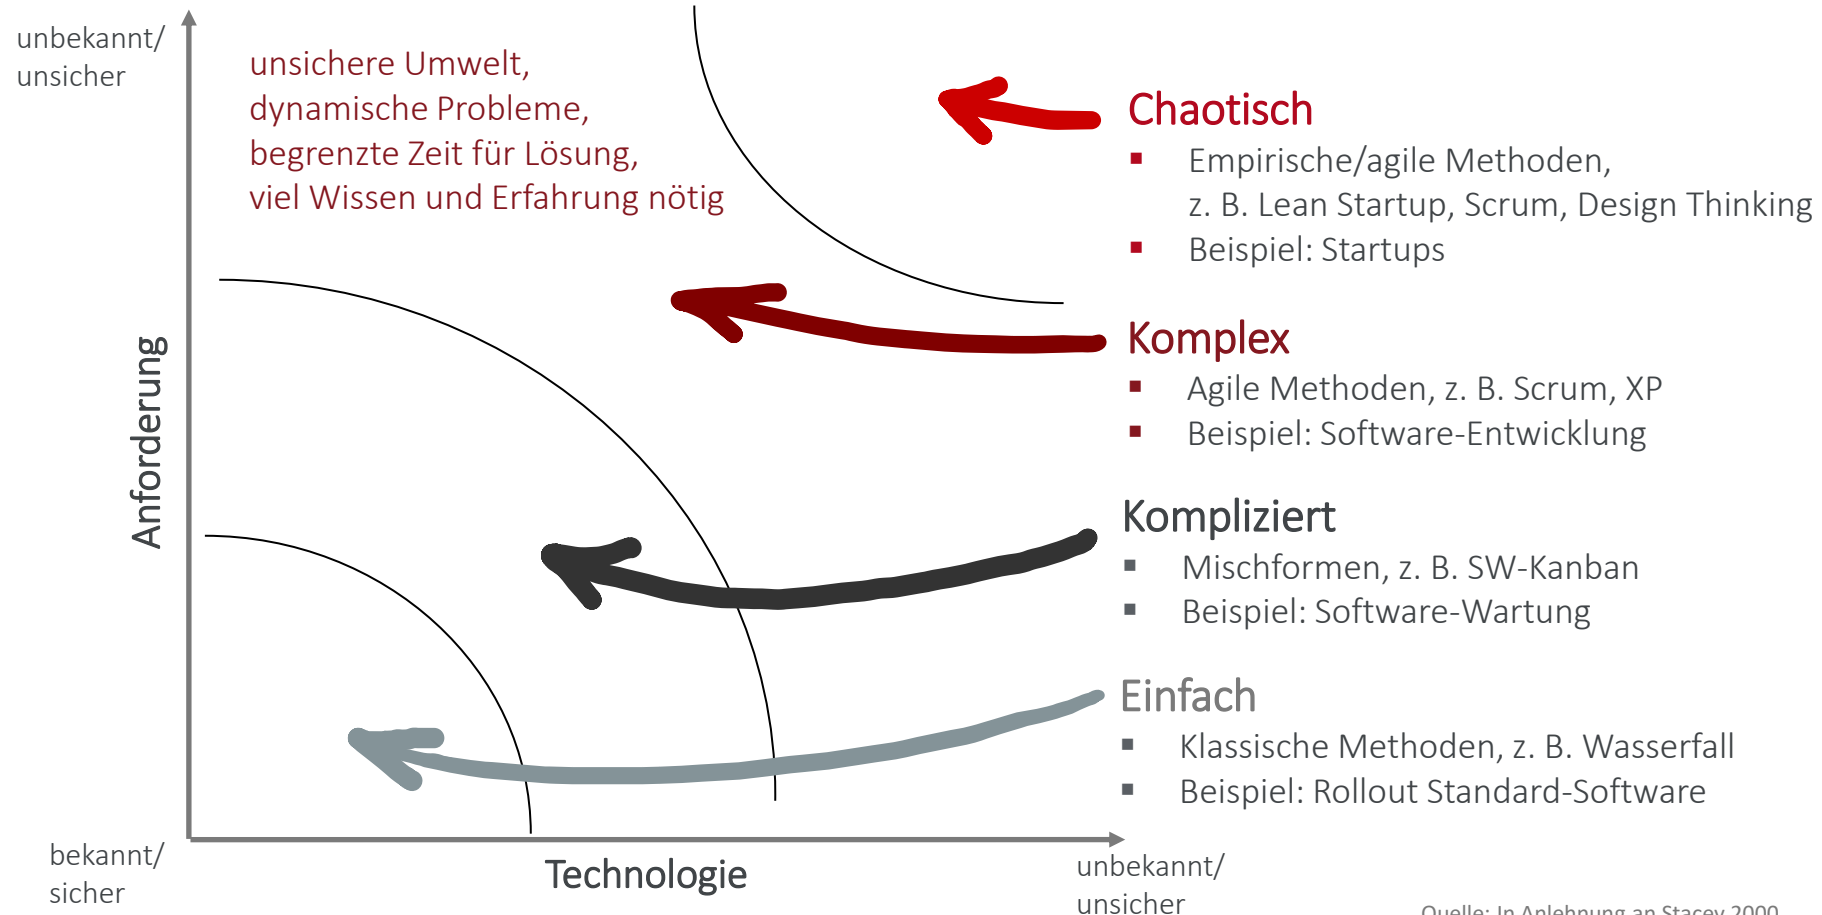 unbekannt/
unsicher
unsichere Umwelt,
dynamische Probleme,
begrenzte Zeit für Lösung,
viel Wissen und Erfahrung nötig
Chaotisch
Empirische/agile Methoden,
z. B. Lean Startup, Scrum, Design Thinking
Beispiel: Startups
Komplex
Agile Methoden, z. B. Scrum, XP
Beispiel: Software-Entwicklung
Anforderung
Kompliziert
Mischformen, z. B. SW-Kanban
Beispiel: Software-Wartung
Einfach
Klassische Methoden, z. B. Wasserfall
Beispiel: Rollout Standard-Software
bekannt/
sicher
Technologie
unbekannt/
unsicher
Quelle: In Anlehnung an Stacey 2000